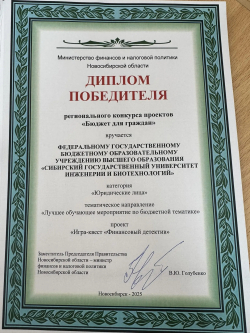 Министерство финансов и налоговой политики
Новосибирской области
ДИПЛОМ
ПОБЕДИТЕЛЯ
регионального конкурса проектов
«Бюджет для граждан»
вручается
ФЕДЕРАЛЬНОМУ ГОСУДАРСТВЕННОМУ
БЮДЖЕТНОМУ ОБРАЗОВАТЕЛЬНОМУ
УЧРЕЖДЕНИЮ ВЫСШЕГО ОБРАЗОВАНИЯ
«СИБИРСКИЙ ГОСУДАРСТВЕННЫЙ УНИВЕРСИТЕТ
ИНЖЕНЕРИИ И БИОТЕХНОЛОГИЙ»
категория
«Юридические лица»
тематическое направление
«Лучшее обучающее мероприятие по бюджетной тематике»
проект
«Игра-квест «Финансовый детектив»
Заместитель Председателя Правительства
Новосибирской области – министр
финансов и налоговой политики
Новосибирской области
В.Ю. Голубенко
Новосибирск - 2025